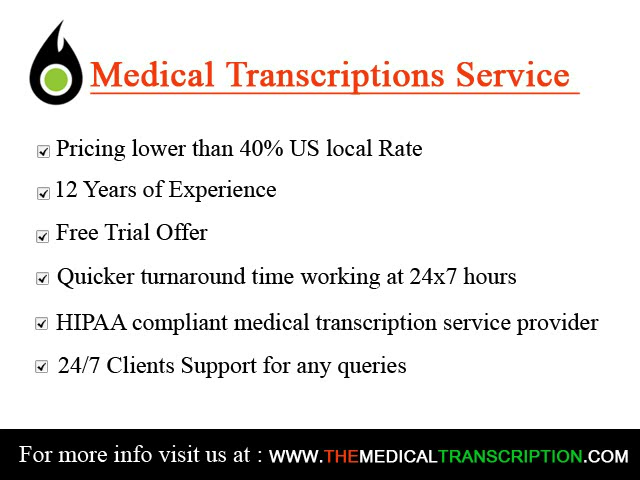 Medical Transcriptions Service
Pricing lower than 40% US local Rate
12 Years of Experience
Free Trial Offer
Quicker turnaround time working at 24x7 hours
HIPAA compliant medical transcription service provider
24/7 Clients Support for any queries
For more info visit us at : WWW.THEMEDICALTRANSCRIPTION.COM